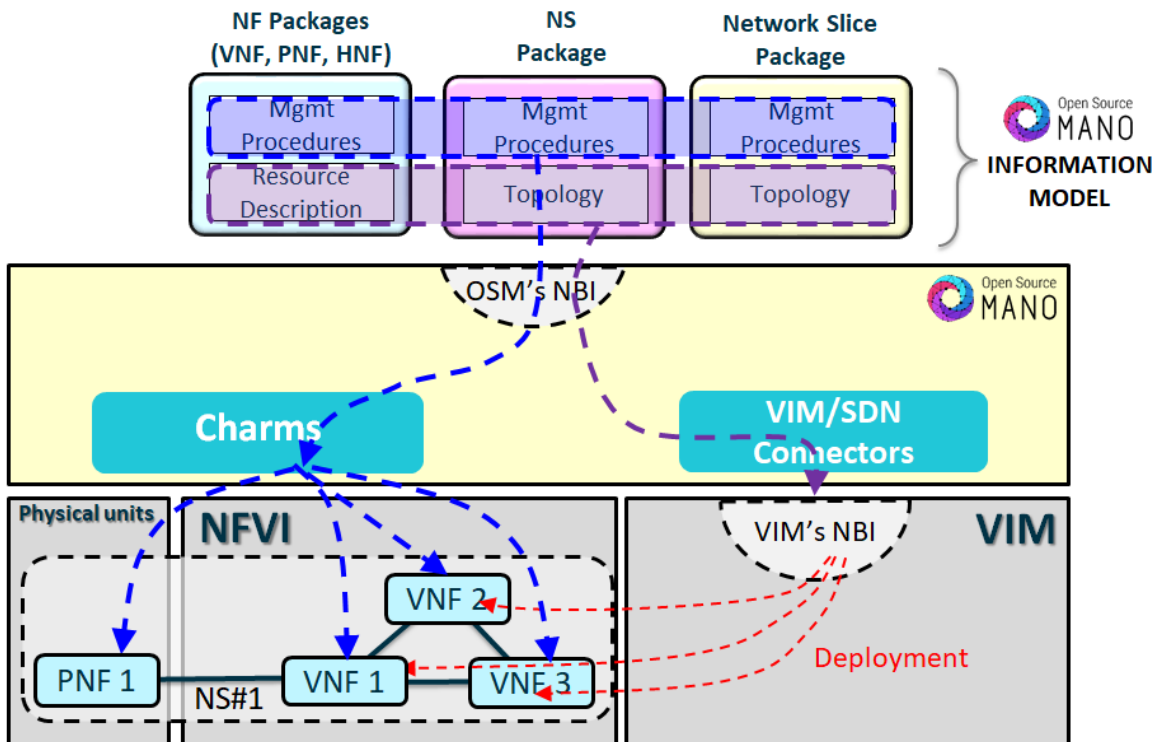 NF Packages
(VNF, PNF, HNF)
NS
Package
Network Slice
Package
Mgmt
Procedures
Mgmt
Procedures
Mgmt
Procedures
Resource
Description
Topology
Topology
Open Source
MANO
INFORMATION
MODEL
OSM's NBI
Open Source
MANO
Charms
VIM/SDN
Connectors
Physical units
NFVI
VIM's NBI
VIM
VNF 2
PNF 1
VNF 1
VNF 3
NS#1
Deployment